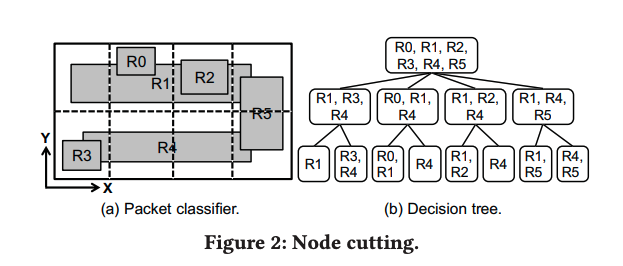 R0
R1
R2
R5
R3
R4
Y
X
(a) Packet classifier.
R0, R1, R2,
R3, R4, R5
R1, R3,
R4
R0, R1,
R4
R1, R2,
R4
R1, R4,
R5
R1
R3,
R4
R0,
R1
R4
R1,
R2
R4
R1,
R5
R4,
R5
(b) Decision tree.
Figure 2: Node cutting.